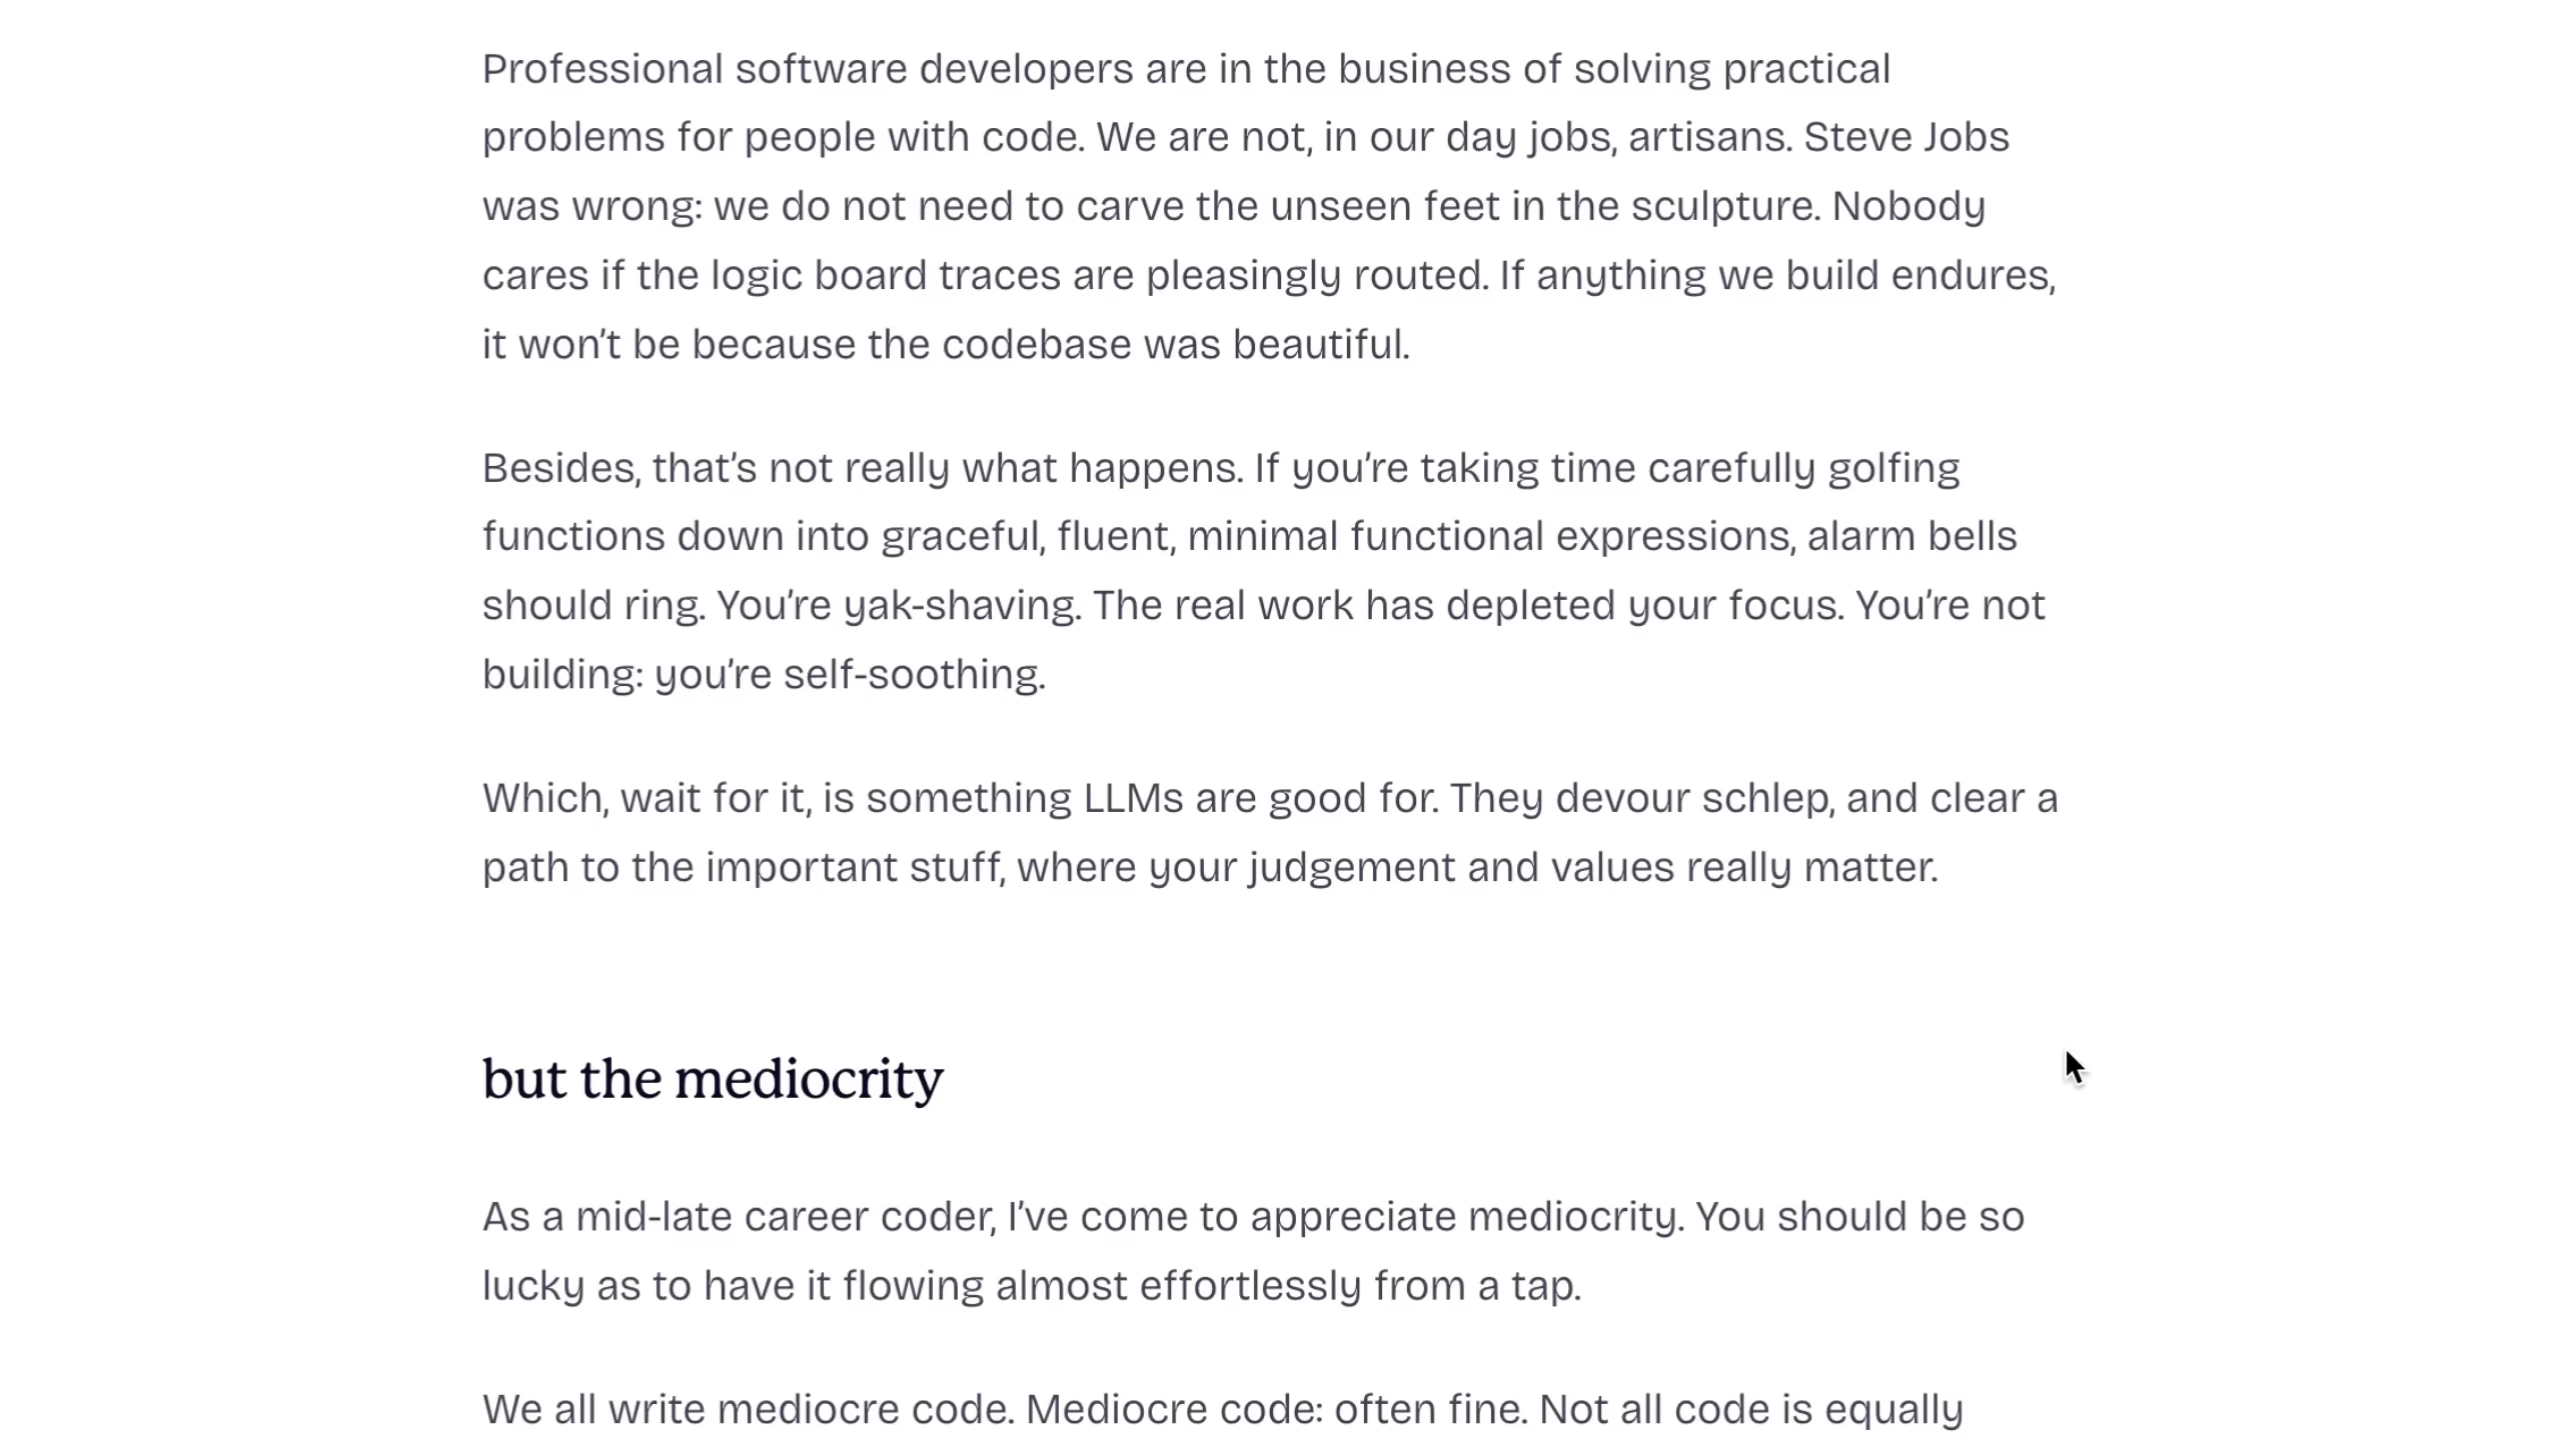 Professional software developers are in the business of solving practical
problems for people with code. We are not, in our day jobs, artisans. Steve Jobs
was wrong: we do not need to carve the unseen feet in the sculpture. Nobody
cares if the logic board traces are pleasingly routed. If anything we build endures,
it won’t be because the codebase was beautiful.
Besides, that’s not really what happens. If you’re taking time carefully golfing
functions down into graceful, fluent, minimal functional expressions, alarm bells
should ring. You’re yak-shaving. The real work has depleted your focus. You’re not
building: you’re self-soothing.
Which, wait for it, is something LLMs are good for. They devour schlep, and clear a
path to the important stuff, where your judgement and values really matter.
but the mediocrity
As a mid-late career coder, I’ve come to appreciate mediocrity. You should be so
lucky as to have it flowing almost effortlessly from a tap.
We all write mediocre code. Mediocre code: often fine. Not all code is equally